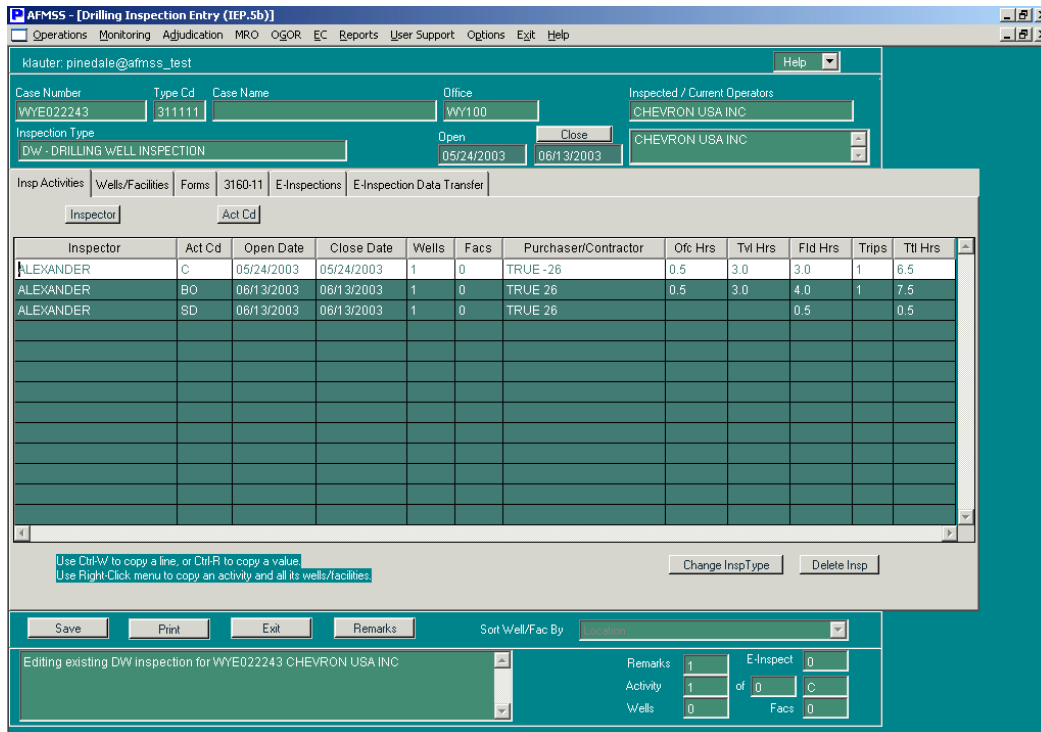 AFMSS - [Drilling Inspection Entry (IEP.5b)]
Operations Monitoring Adjudication MRO OGOR EC Reports User Support Options Exit Help
klauter: pinedale@afmss_test Help
Case Number Type Cd Case Name Office Inspected / Current Operators
WYE022243 311111 WY100 CHEVRON USA INC
Inspection Type Open Close CHEVRON USA INC
DW - DRILLING WELL INSPECTION 05/24/2003 06/13/2003
Insp Activities Wells/Facilities Forms 3160-11 E-Inspections E-Inspection Data Transfer
Inspector Act Cd
Inspector Act Cd Open Date Close Date Wells Facs Purchaser/Contractor Ofc Hrs Tvl Hrs Fld Hrs Trips Ttl Hrs
ALEXANDER C 05/24/2003 05/24/2003 1 0 TRUE -26 0.5 3.0 3.0 1 6.5
ALEXANDER BO 06/13/2003 06/13/2003 1 0 TRUE 26 0.5 3.0 4.0 1 7.5
ALEXANDER SD 06/13/2003 06/13/2003 1 0 TRUE 26 0.5 0.5
Use Ctrl-W to copy a line, or Ctrl-R to copy a value.
Use Right-Click menu to copy an activity and all its wells/facilities.
Change InspType Delete Insp
Save Print Exit Remarks Sort Well/Fac By Location
Editing existing DW inspection for WYE022243 CHEVRON USA INC
Remarks 1 E-Inspect 0
Activity 1 of 0 C
Wells 0 Facs 0